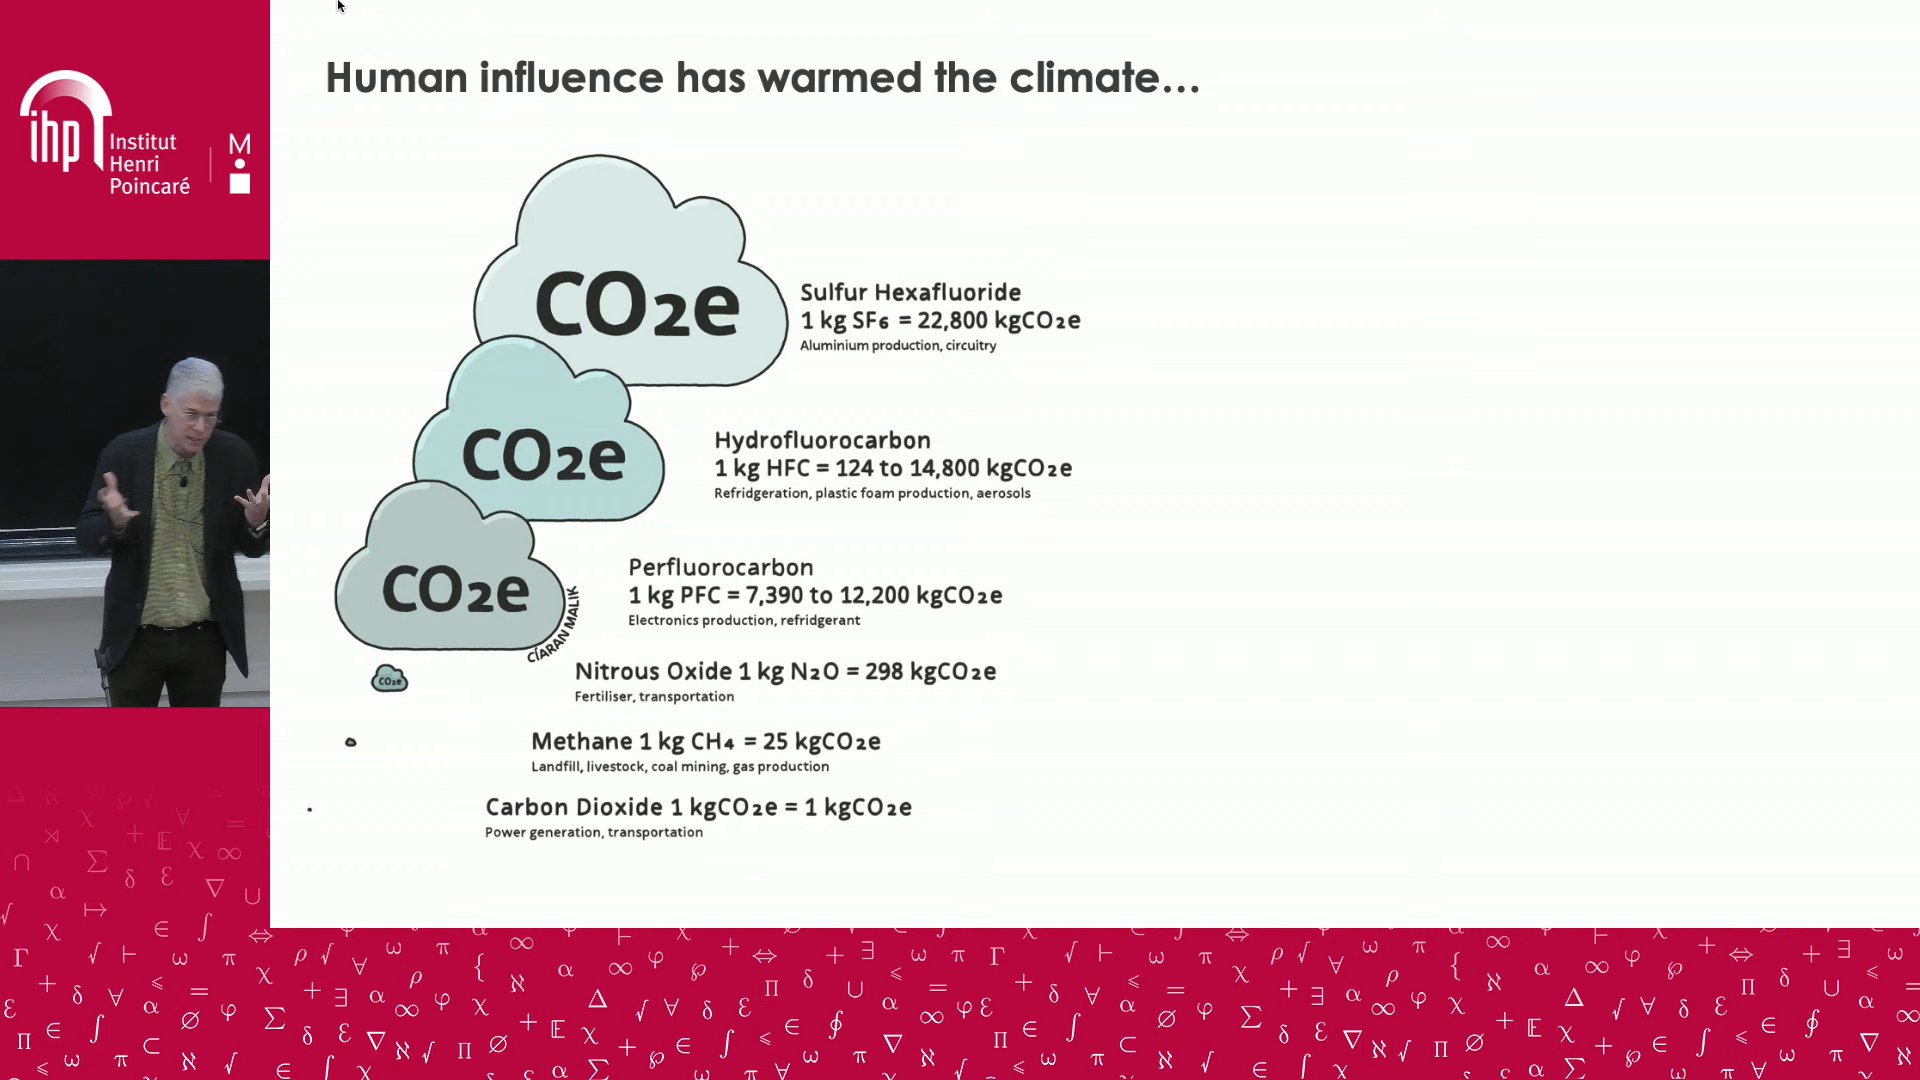 ihp
Institut
Henri
Poincaré
M
Human influence has warmed the climate...
CO₂e
Sulfur Hexafluoride
1 kg SF₆ = 22,800 kgCO₂e
Aluminium production, circuitry
CO₂e
Hydrofluorocarbon
1 kg HFC = 124 to 14,800 kgCO₂e
Refridgeration, plastic foam production, aerosols
CO₂e
CÍARAN MALIK
Perfluorocarbon
1 kg PFC = 7,390 to 12,200 kgCO₂e
Electronics production, refridgerant
CO₂e
Nitrous Oxide 1 kg N₂O = 298 kgCO₂e
Fertiliser, transportation
Methane 1 kg CH₄ = 25 kgCO₂e
Landfill, livestock, coal mining, gas production
Carbon Dioxide 1 kgCO₂e = 1 kgCO₂e
Power generation, transportation